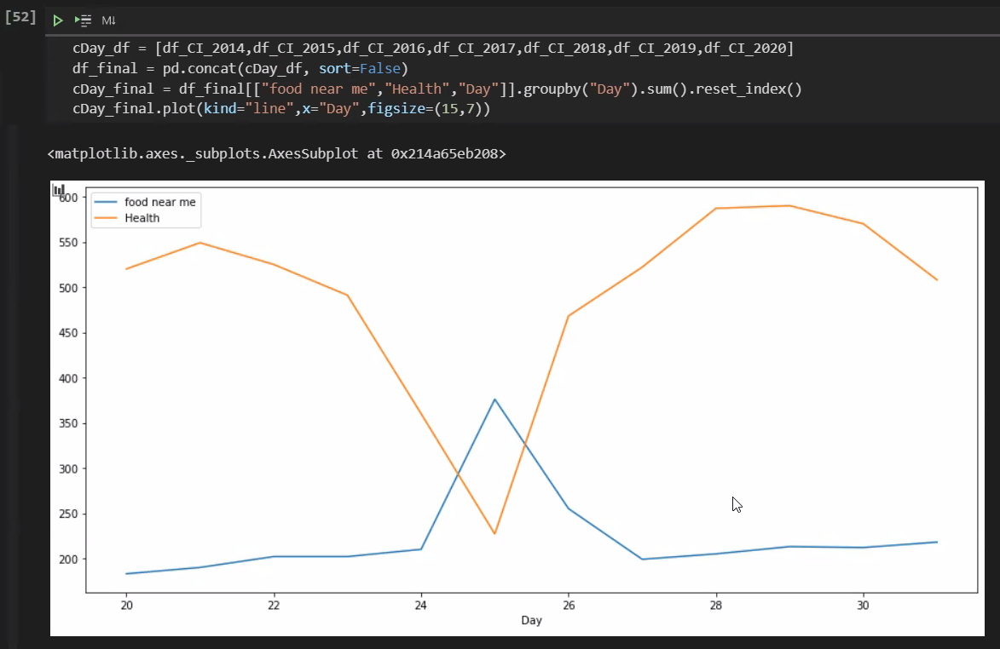 [52]
M↓
cDay_df = [df_CI_2014,df_CI_2015,df_CI_2016,df_CI_2017,df_CI_2018,df_CI_2019,df_CI_2020]
df_final = pd.concat(cDay_df, sort=False)
cDay_final = df_final[["food near me","Health","Day"]].groupby("Day").sum().reset_index()
cDay_final.plot(kind="line",x="Day",figsize=(15,7))
<matplotlib.axes._subplots.AxesSubplot at 0x214a65eb208>
food near me
Health
600
550
500
450
400
350
300
250
200
20 22 24 26 28 30
Day